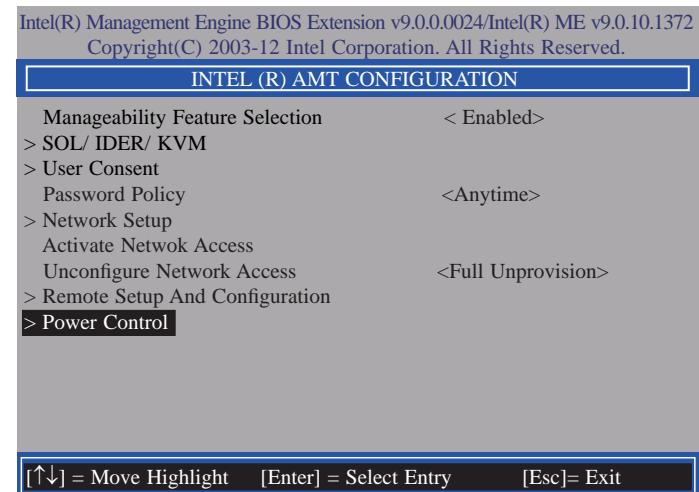 Intel(R) Management Engine BIOS Extension v9.0.0.0024/Intel(R) ME v9.0.10.1372
Copyright(C) 2003-12 Intel Corporation. All Rights Reserved.
INTEL (R) AMT CONFIGURATION
Manageability Feature Selection < Enabled>
> SOL/ IDER/ KVM
> User Consent
Password Policy <Anytime>
> Network Setup
Activate Netwok Access
Unconfigure Network Access <Full Unprovision>
> Remote Setup And Configuration
> Power Control
[↑↓] = Move Highlight [Enter] = Select Entry [Esc]= Exit